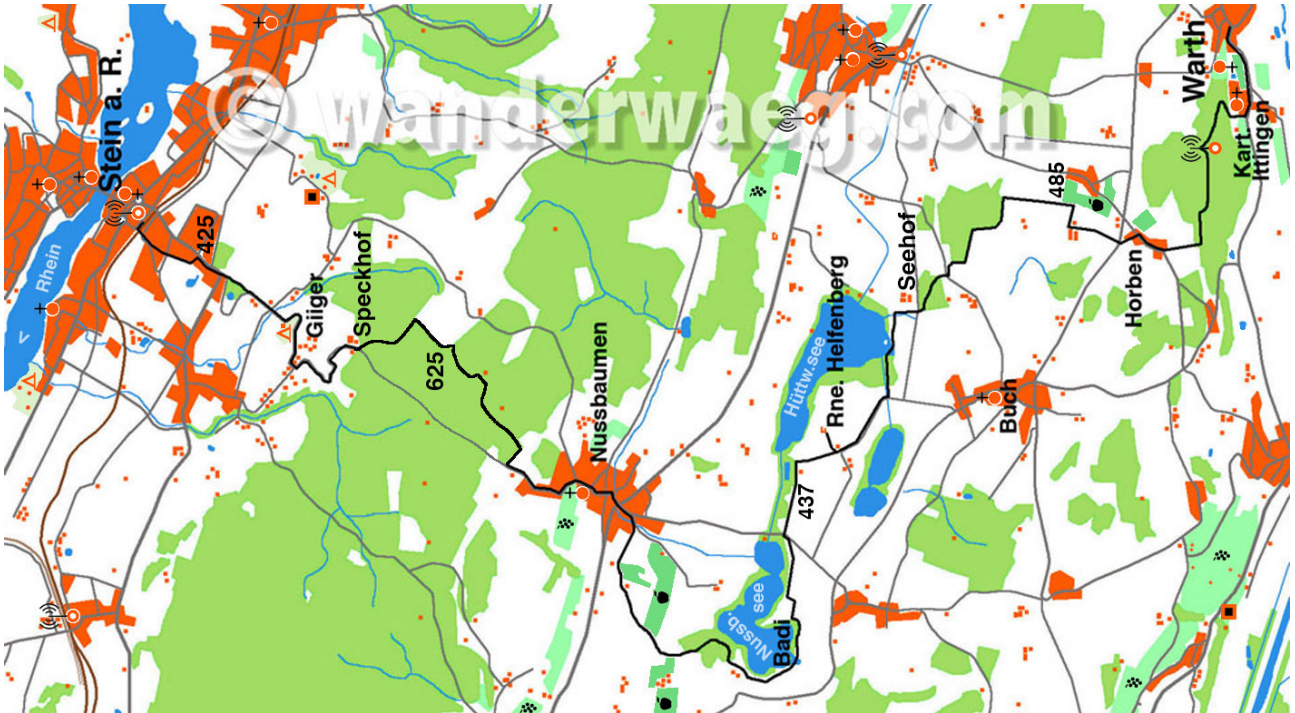 © wanderwaeg.com
Stein a. R.
Rhein
V
425
Giiger
Speckhof
625
Nussbaumen
Hüttw.see
Rne. Helfenberg
Seehof
437
Nussb.
see
Badi
Buch
485
Horben
Warth
Kart.
Ittingen